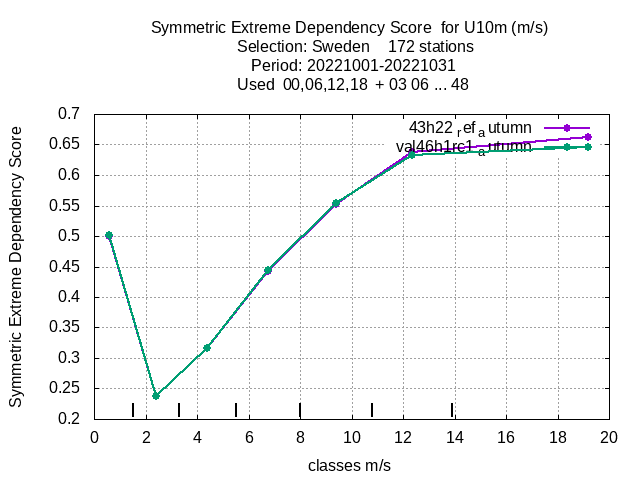 Symmetric Extreme Dependency Score  for U10m (m/s)
Selection: Sweden    172 stations
Period: 20221001-20221031
Used  00,06,12,18  + 03 06 ... 48
43h22_ref_autumn
val46h1rc1_autumn
Symmetric Extreme Dependency Score
0.7
0.65
0.6
0.55
0.5
0.45
0.4
0.35
0.3
0.25
0.2
0 2 4 6 8 10 12 14 16 18 20
classes m/s